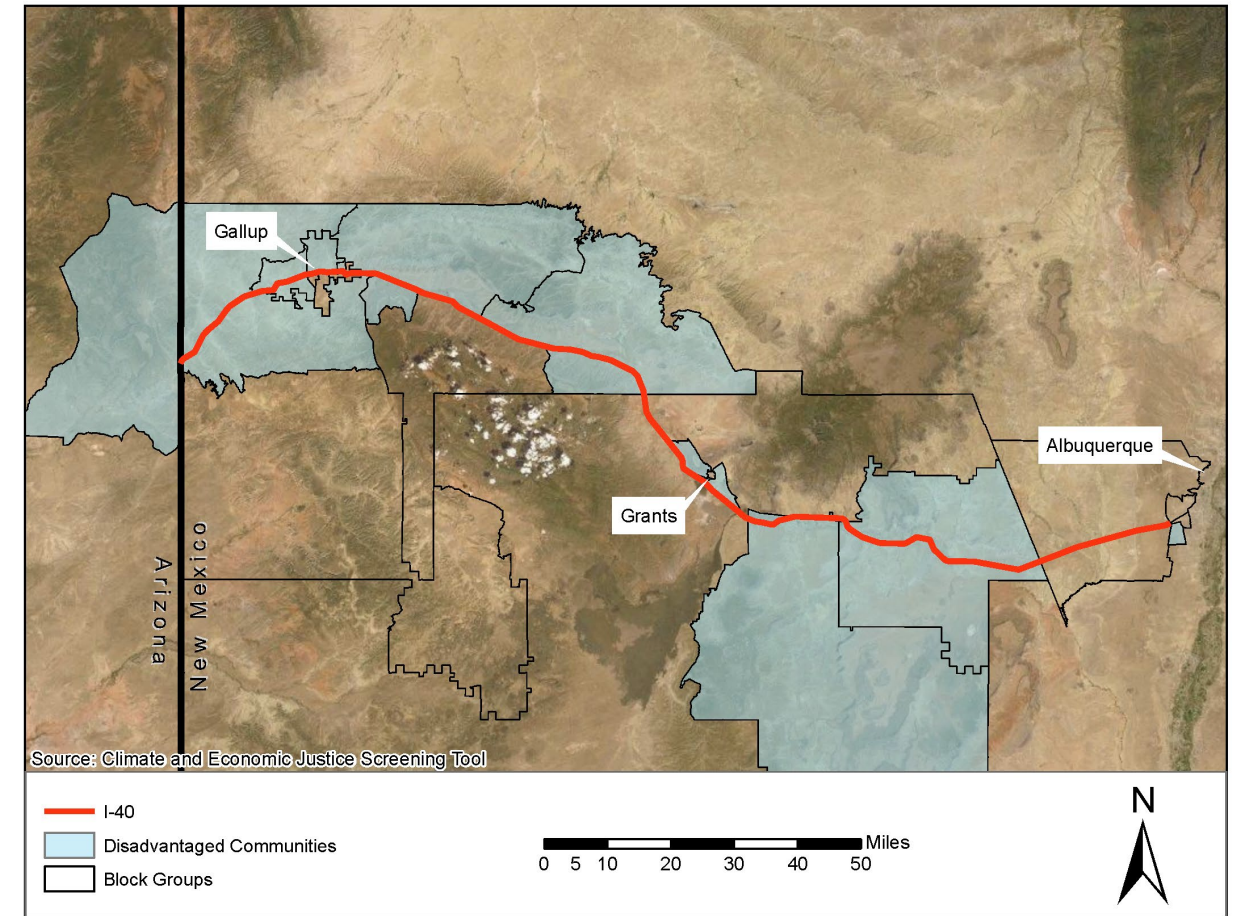 Gallup
Albuquerque
Grants
Arizona
New Mexico
Source: Climate and Economic Justice Screening Tool
I-40
Disadvantaged Communities
Block Groups
Miles
0 5 10 20 30 40 50
N